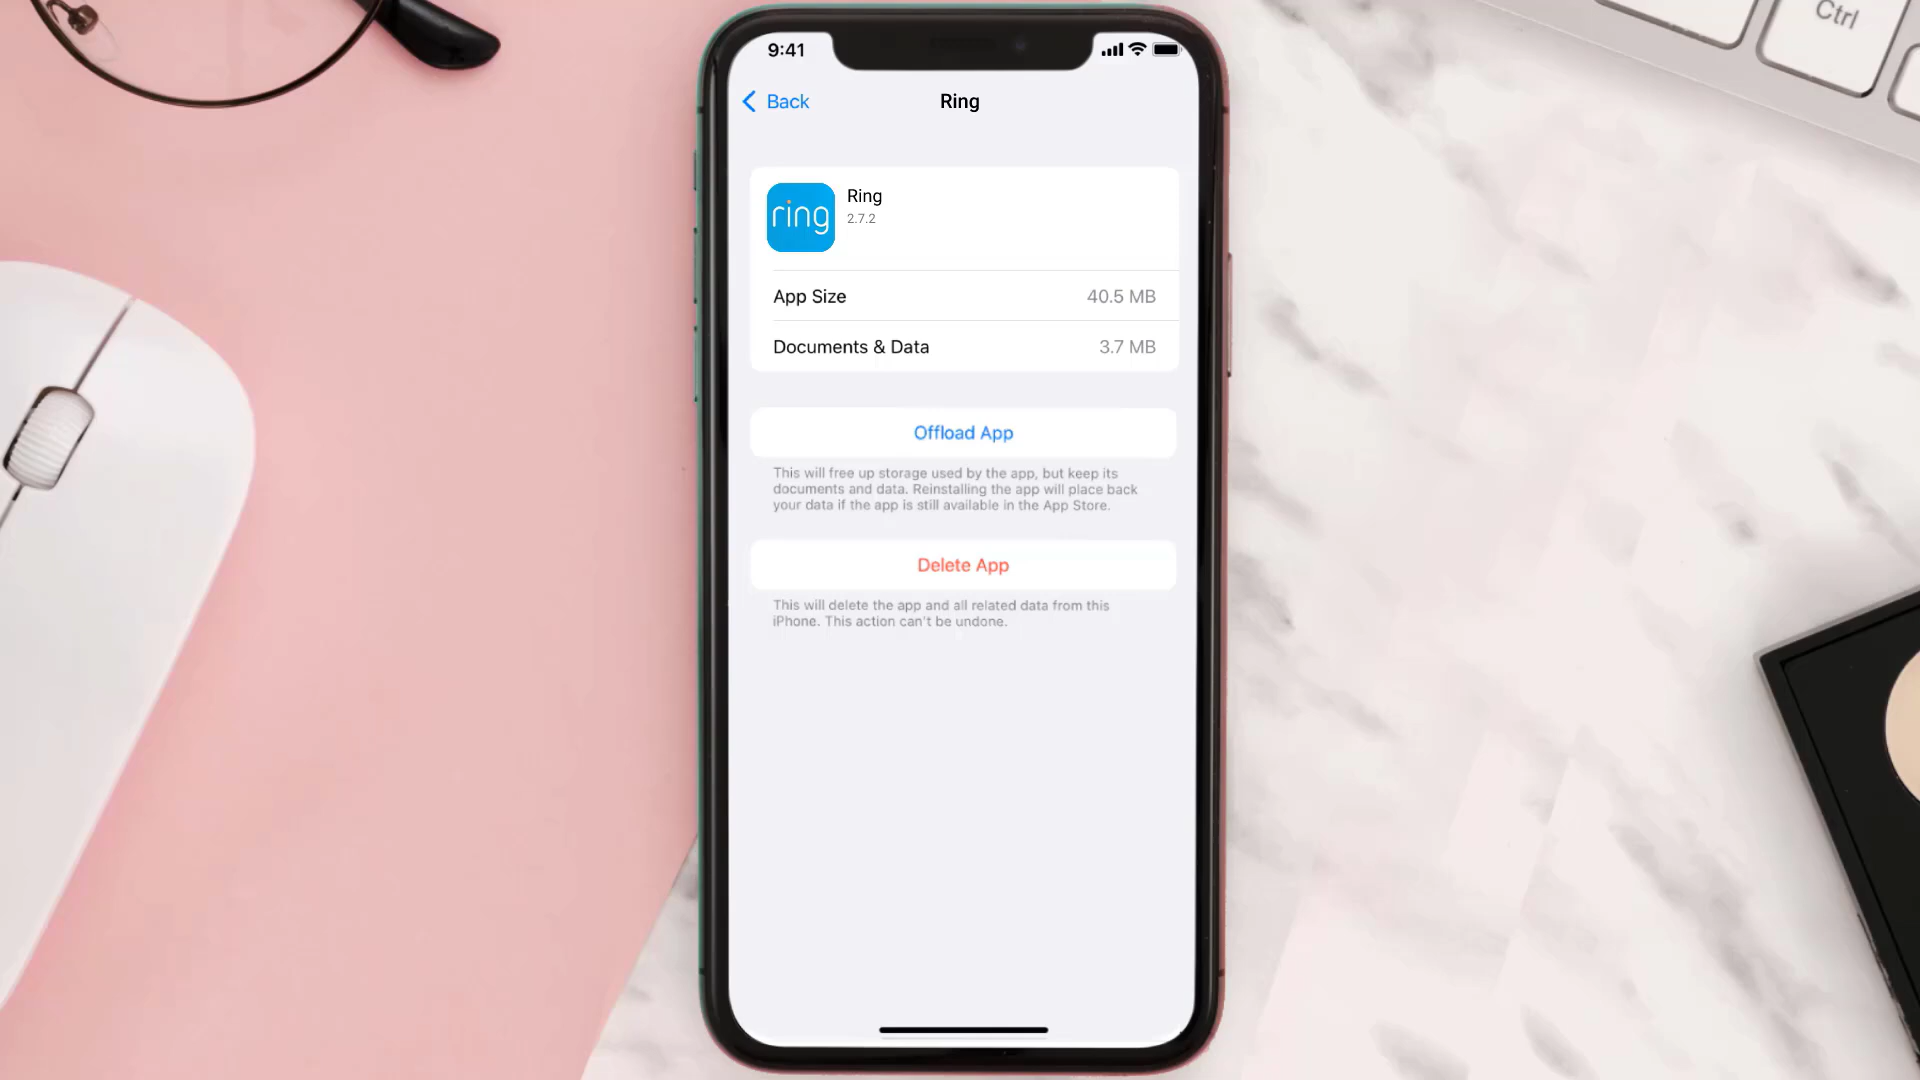 Ctrl
9:41
Back
Ring
ring
Ring
2.7.2
App Size 40.5 MB
Documents & Data 3.7 MB
Offload App
This will free up storage used by the app, but keep its
documents and data. Reinstalling the app will place back
your data if the app is still available in the App Store.
Delete App
This will delete the app and all related data from this
iPhone. This action can't be undone.